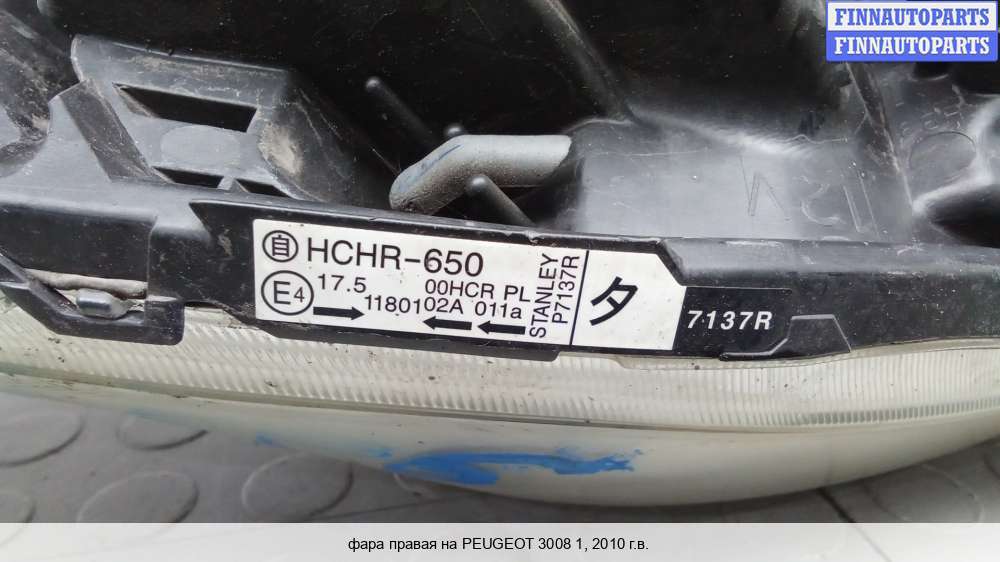 FINNAUTOPARTS
FINNAUTOPARTS
自 HCHR-650
E4 17.5 00HCR PL
1180102A 011a
STANLEY
P7137R
タ
7137R
фара правая на PEUGEOT 3008 1, 2010 г.в.